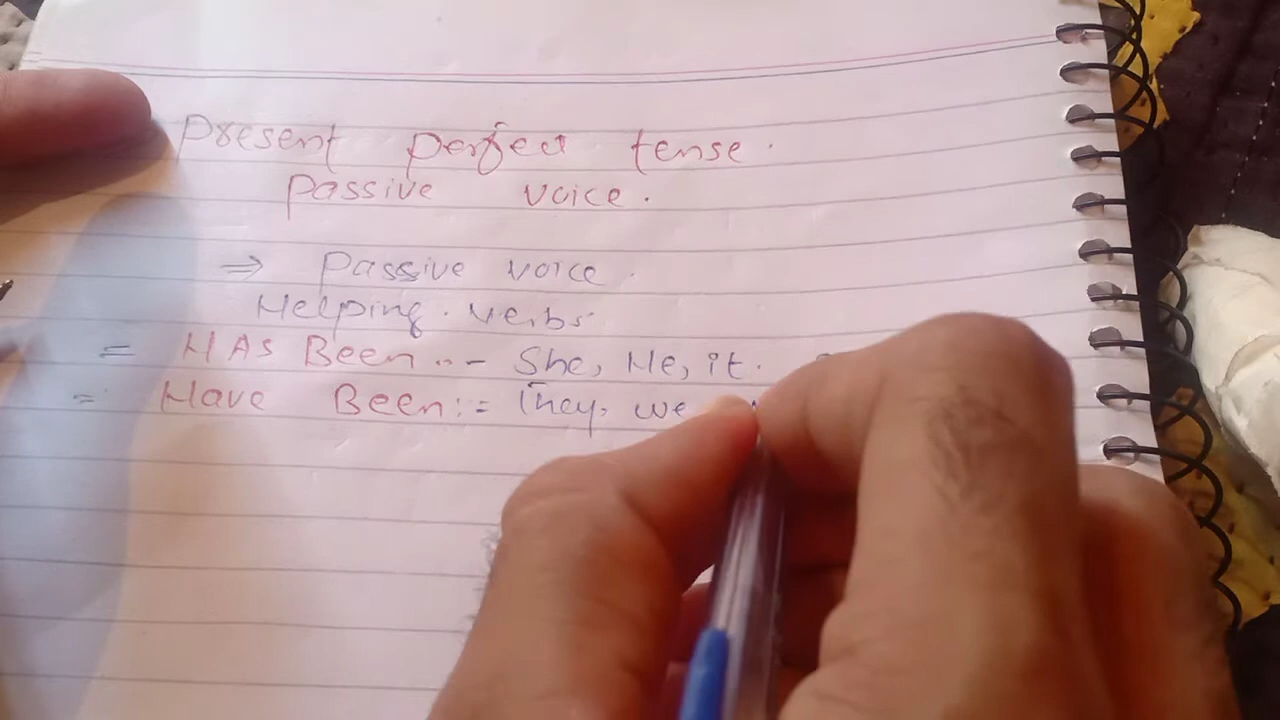 Present perfect tense.
Passive voice.
⇒ Passive voice.
Helping. verbs
= HAS Been..- She, He, it.
= Have Been:= They, we